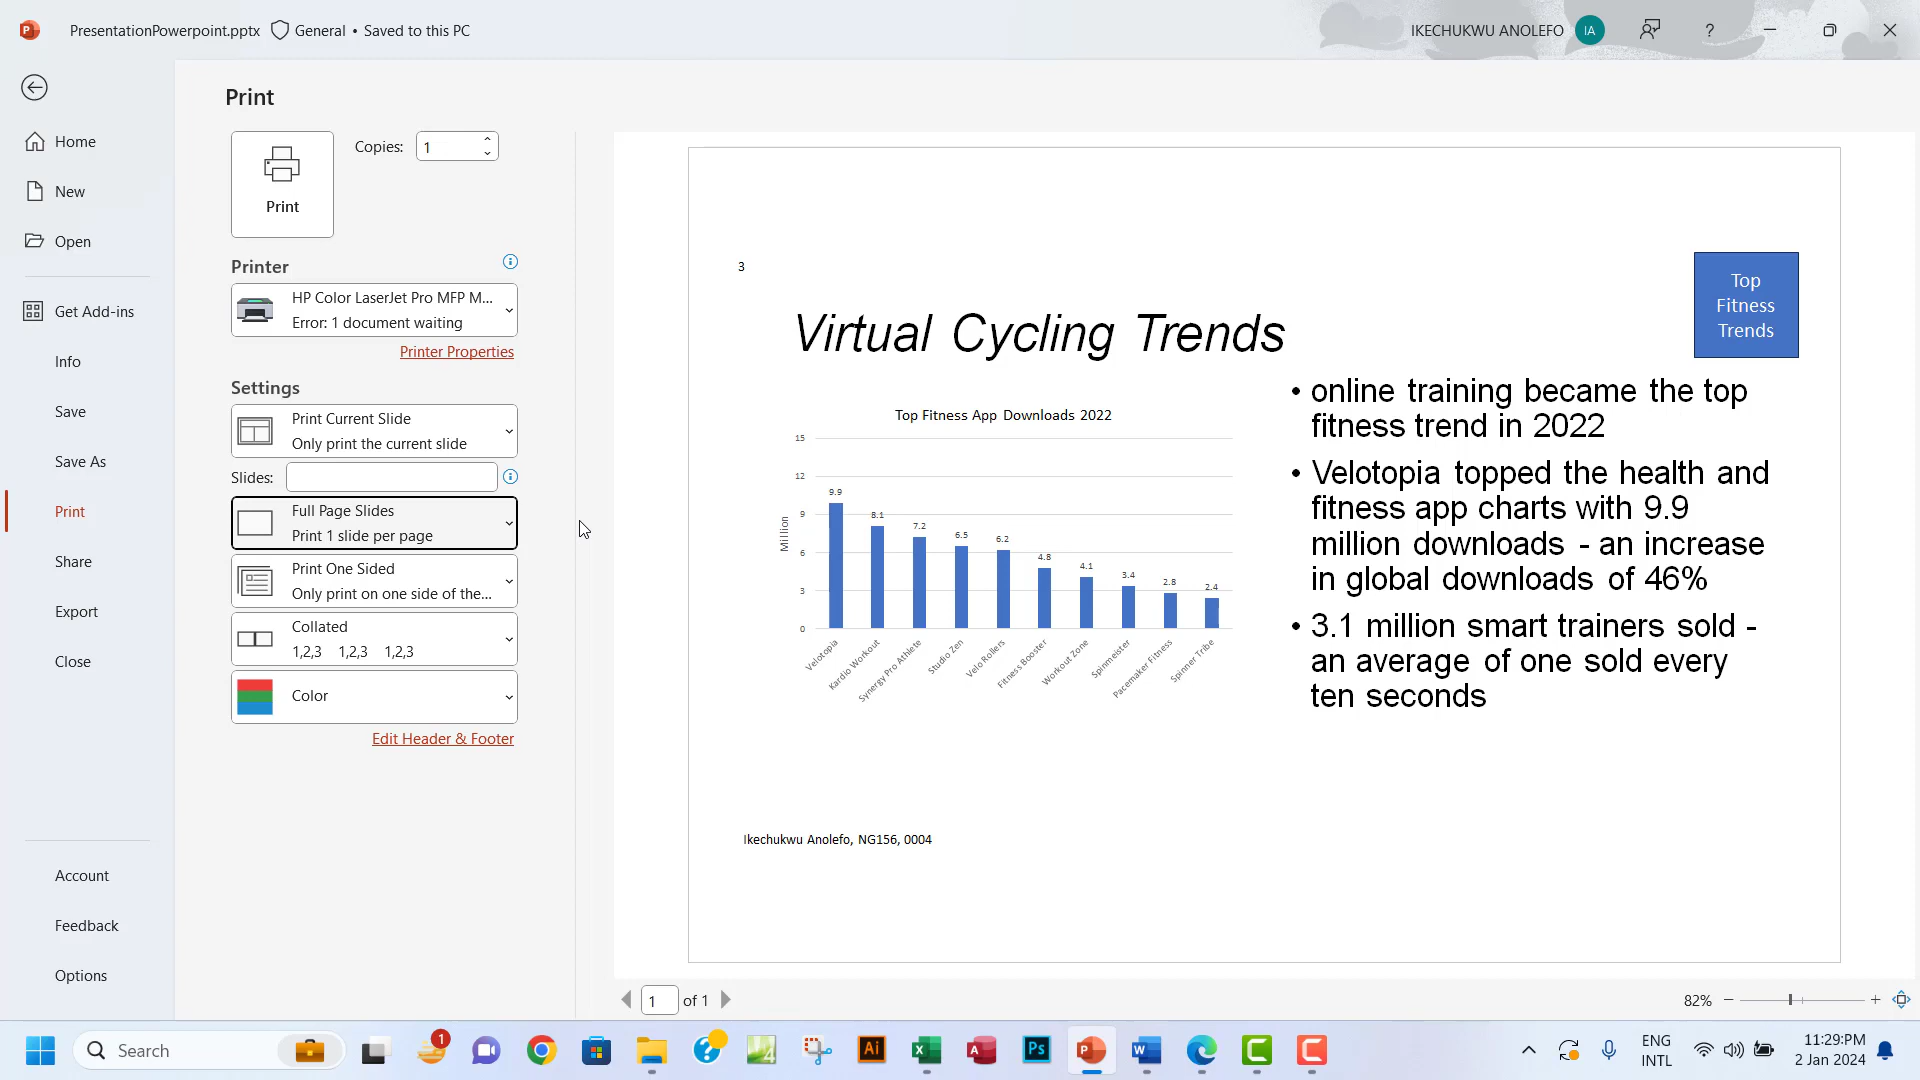 PresentationPowerpoint.pptx General • Saved to this PC
IKECHUKWU ANOLEFO IA ?
Home
New
Open
Get Add-ins
Info
Save
Save As
Print
Share
Export
Close
Account
Feedback
Options
Print
Print
Copies: 1
Printer
HP Color LaserJet Pro MFP M...
Error: 1 document waiting
Printer Properties
Settings
Print Current Slide
Only print the current slide
Slides:
Full Page Slides
Print 1 slide per page
Print One Sided
Only print on one side of the...
Collated
1,2,3 1,2,3 1,2,3
Color
Edit Header & Footer
3
Top
Fitness
Trends
Virtual Cycling Trends
Top Fitness App Downloads 2022
Million
15
12
9
6
3
0
9.9
8.1
7.2
6.5
6.2
4.8
4.1
3.4
2.8
2.4
Velotopia
Kardio Workout
Synergy Pro Athlete
Studio Zen
Velo Rollers
Fitness Booster
Workout Zone
Spinmeister
Pacemaker Fitness
Spinner Tribe
• online training became the top
fitness trend in 2022
• Velotopia topped the health and
fitness app charts with 9.9
million downloads - an increase
in global downloads of 46%
• 3.1 million smart trainers sold -
an average of one sold every
ten seconds
Ikechukwu Anolefo, NG156, 0004
1 of 1
82%
Search
1
Ai
Ps
ENG
INTL
11:29:PM
2 Jan 2024